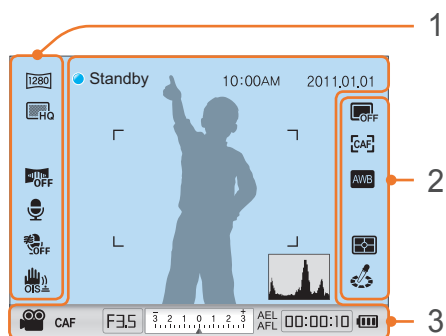 1
Standby 10:00AM 2011.01.01
1280
HQ
OFF
OFF
OIS
OFF
CAF
AWB
2
CAF F3.5 3 2 1 0 1 2 3 AEL AFL 00:00:10
- +
3